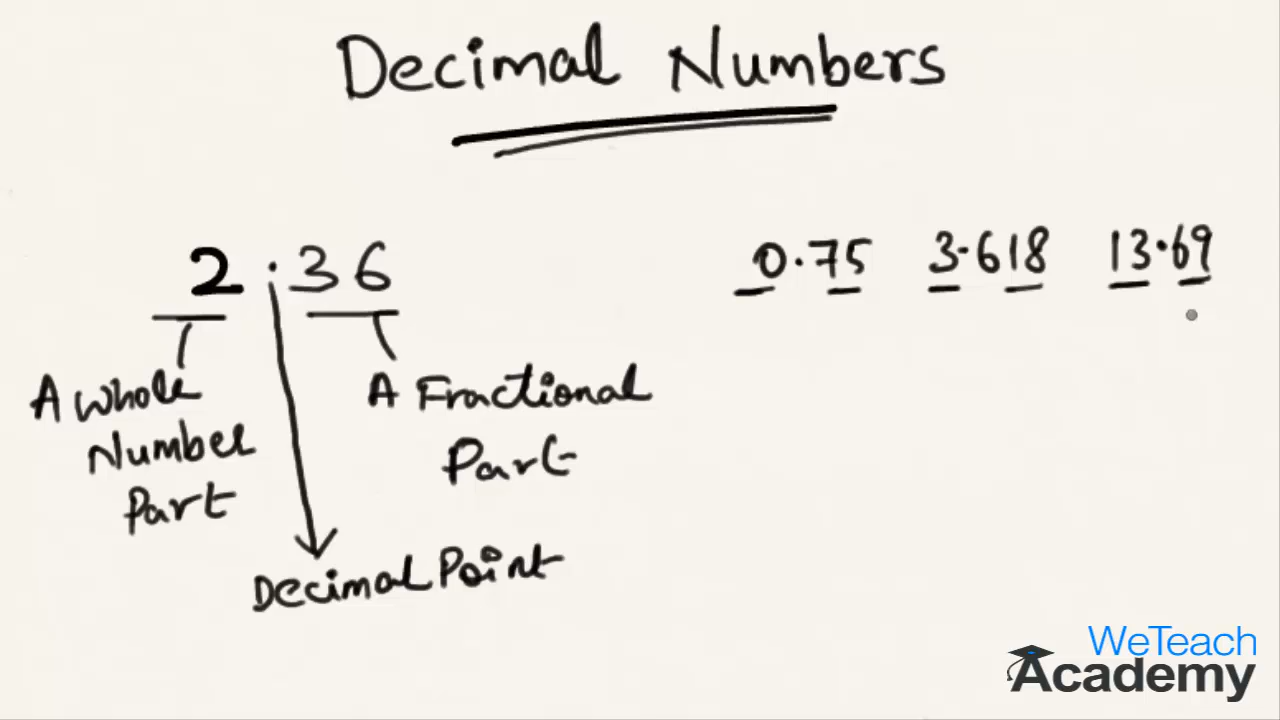 Decimal Numbers
2.36
0.75 3.618 13.69
A Whole
Number
Part
A Fractional
Part
Decimal Point
WeTeach
Academy